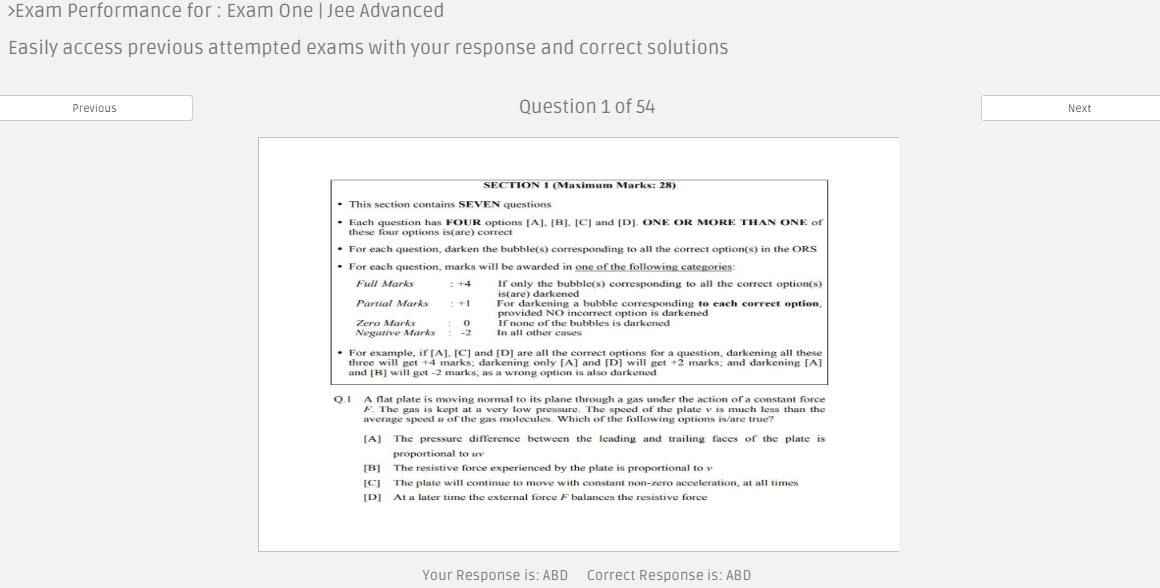 >Exam Performance for : Exam One | Jee Advanced
Easily access previous attempted exams with your response and correct solutions
Previous
Question 1 of 54
Next
SECTION 1 (Maximum Marks: 28)
• This section contains SEVEN questions
• Each question has FOUR options [A], [B], [C] and [D]. ONE OR MORE THAN ONE of
these four options is(are) correct
• For each question, darken the bubble(s) corresponding to all the correct option(s) in the ORS
• For each question, marks will be awarded in one of the following categories:
Full Marks : +4 If only the bubble(s) corresponding to all the correct option(s)
is(are) darkened
Partial Marks : +1 For darkening a bubble corresponding to each correct option,
provided NO incorrect option is darkened
Zero Marks : 0 If none of the bubbles is darkened
Negative Marks : -2 In all other cases
• For example, if [A], [C] and [D] are all the correct options for a question, darkening all these
three will get +4 marks; darkening only [A] and [D] will get +2 marks; and darkening [A]
and [B] will get -2 marks, as a wrong option is also darkened
Q.1 A flat plate is moving normal to its plane through a gas under the action of a constant force
F. The gas is kept at a very low pressure. The speed of the plate v is much less than the
average speed u of the gas molecules. Which of the following options is/are true?
[A] The pressure difference between the leading and trailing faces of the plate is
proportional to uv
[B] The resistive force experienced by the plate is proportional to v
[C] The plate will continue to move with constant non-zero acceleration, at all times
[D] At a later time the external force F balances the resistive force
Your Response is: ABD Correct Response is: ABD